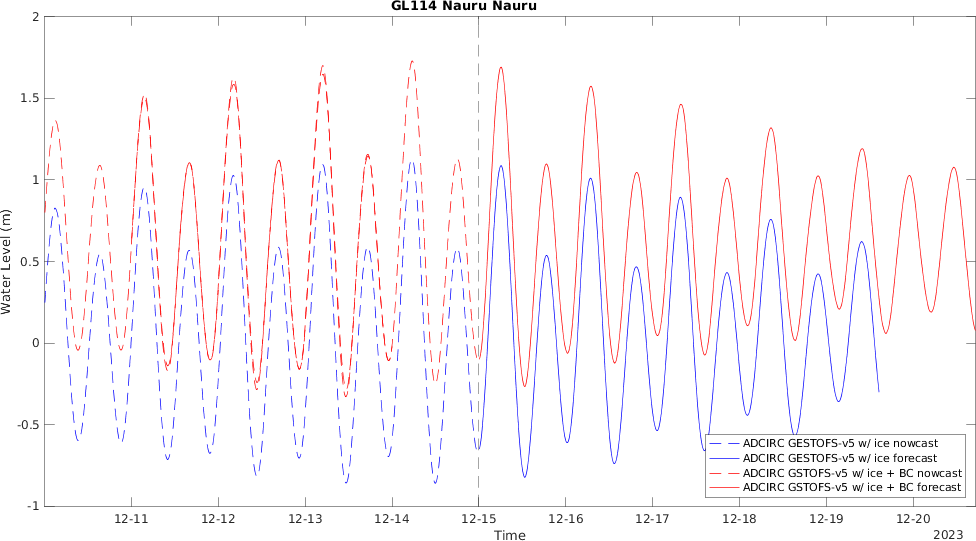 GL114 Nauru Nauru
Water Level (m)
2
1.5
1
0.5
0
-0.5
-1
12-11 12-12 12-13 12-14 12-15 12-16 12-17 12-18 12-19 12-20
Time
2023
ADCIRC GESTOFS-v5 w/ ice nowcast
ADCIRC GESTOFS-v5 w/ ice forecast
ADCIRC GSTOFS-v5 w/ ice + BC nowcast
ADCIRC GSTOFS-v5 w/ ice + BC forecast